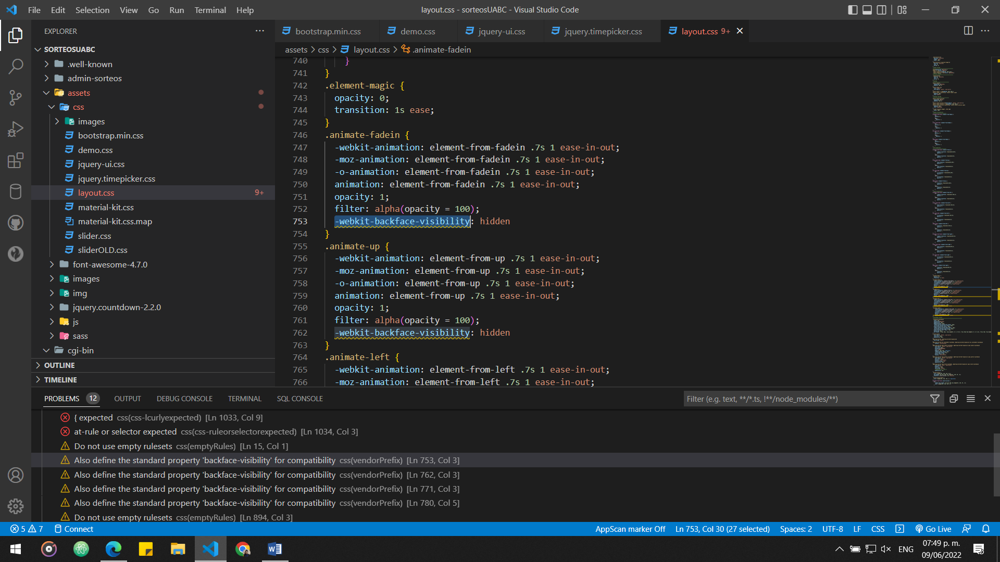 File Edit Selection View Go Run Terminal Help
layout.css - sorteosUABC - Visual Studio Code
EXPLORER
SORTEOSUABC
.well-known
admin-sorteos
assets
css
images
bootstrap.min.css
demo.css
jquery-ui.css
jquery.timepicker.css
layout.css 9+
material-kit.css
material-kit.css.map
slider.css
sliderOLD.css
font-awesome-4.7.0
images
img
jquery.countdown-2.2.0
js
sass
cgi-bin
OUTLINE
TIMELINE
bootstrap.min.css demo.css jquery-ui.css jquery.timepicker.css layout.css 9+
assets > css > layout.css > .animate-fadein
740 }
741 }
742 .element-magic {
743 opacity: 0;
744 transition: 1s ease;
745 }
746 .animate-fadein {
747 -webkit-animation: element-from-fadein .7s 1 ease-in-out;
748 -moz-animation: element-from-fadein .7s 1 ease-in-out;
749 -o-animation: element-from-fadein .7s 1 ease-in-out;
750 animation: element-from-fadein .7s 1 ease-in-out;
751 opacity: 1;
752 filter: alpha(opacity = 100);
753 -webkit-backface-visibility: hidden
754 }
755 .animate-up {
756 -webkit-animation: element-from-up .7s 1 ease-in-out;
757 -moz-animation: element-from-up .7s 1 ease-in-out;
758 -o-animation: element-from-up .7s 1 ease-in-out;
759 animation: element-from-up .7s 1 ease-in-out;
760 opacity: 1;
761 filter: alpha(opacity = 100);
762 -webkit-backface-visibility: hidden
763 }
764 .animate-left {
765 -webkit-animation: element-from-left .7s 1 ease-in-out;
766 -moz-animation: element-from-left .7s 1 ease-in-out;
PROBLEMS 12 OUTPUT DEBUG CONSOLE TERMINAL SQL CONSOLE
Filter (e.g. text, **/*.ts, !**/node_modules/**)
{ expected css(css-lcurlyexpected) [Ln 1033, Col 9]
at-rule or selector expected css(css-ruleorselectorexpected) [Ln 1034, Col 3]
Do not use empty rulesets css(emptyRules) [Ln 15, Col 1]
Also define the standard property 'backface-visibility' for compatibility css(vendorPrefix) [Ln 753, Col 3]
Also define the standard property 'backface-visibility' for compatibility css(vendorPrefix) [Ln 762, Col 3]
Also define the standard property 'backface-visibility' for compatibility css(vendorPrefix) [Ln 771, Col 3]
Also define the standard property 'backface-visibility' for compatibility css(vendorPrefix) [Ln 780, Col 5]
Do not use empty rulesets css(emptyRules) [Ln 894, Col 3]
5 7 Connect
AppScan marker Off Ln 753, Col 30 (27 selected) Spaces: 2 UTF-8 LF CSS Go Live
ENG
07:49 p. m.
09/06/2022